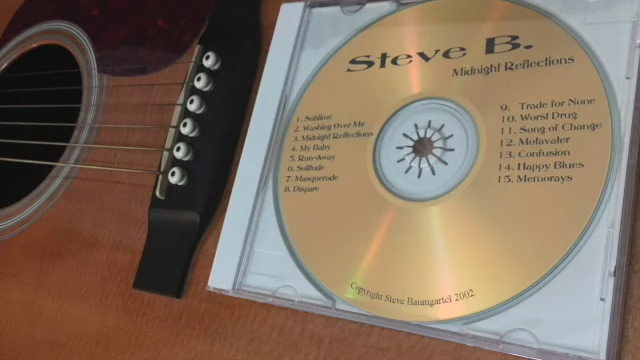 Steve B.
Midnight Reflections
1. Sublime
2. Washing Over Me
3. Midnight Reflections
4. My Baby
5. Run-Away
6. Solitude
7. Masquerade
8. Dispare
9. Trade for None
10. Worst Drug
11. Song of Change
12. Molavaler
13. Confusion
14. Happy Blues
15. Memorays
Copyright Steve Baumgartel 2002